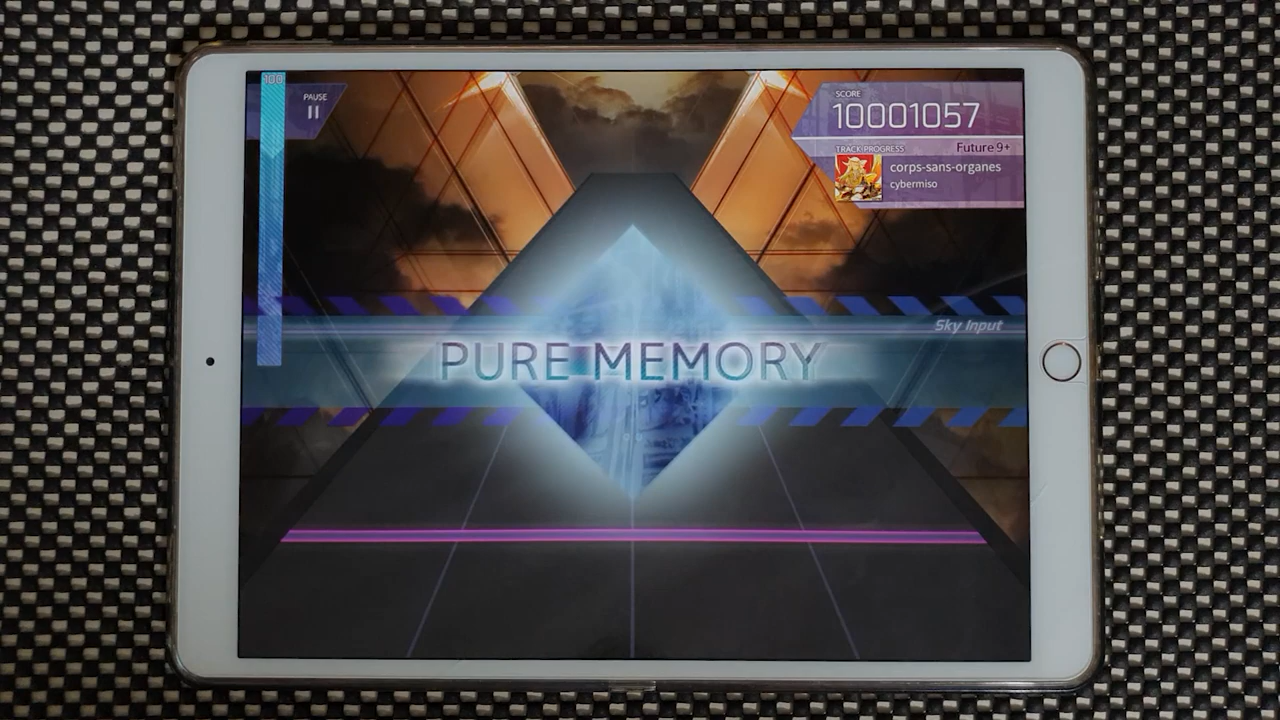 100
PAUSE
SCORE
10001057
TRACK PROGRESS
Future 9+
corps-sans-organes
cybermiso
Sky Input
PURE MEMORY